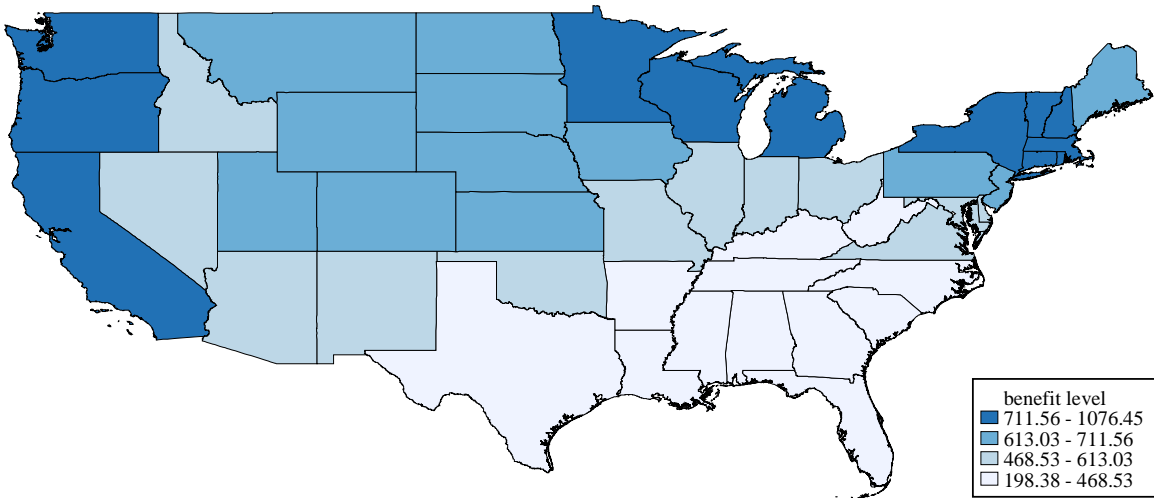 benefit level
711.56 - 1076.45
613.03 - 711.56
468.53 - 613.03
198.38 - 468.53